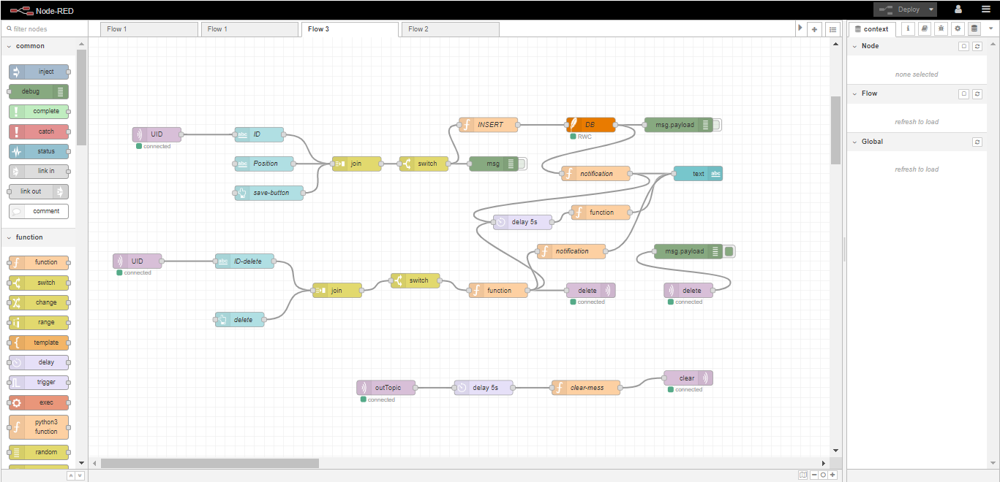 Node-RED
Deploy
filter nodes
Flow 1
Flow 1
Flow 3
Flow 2
context
i
common
inject
debug
complete
catch
status
link in
link out
comment
function
function
switch
change
range
template
delay
trigger
exec
python3
function
random
UID
connected
abc
ID
abc
Position
save-button
join
switch
INSERT
msg
DB
RWC
msg.payload
notification
text
abc
delay 5s
function
notification
msg.payload
UID
connected
abc
ID-delete
delete
join
switch
function
delete
connected
delete
connected
outTopic
connected
delay 5s
clear-mess
clear
connected
Node
none selected
Flow
refresh to load
Global
refresh to load